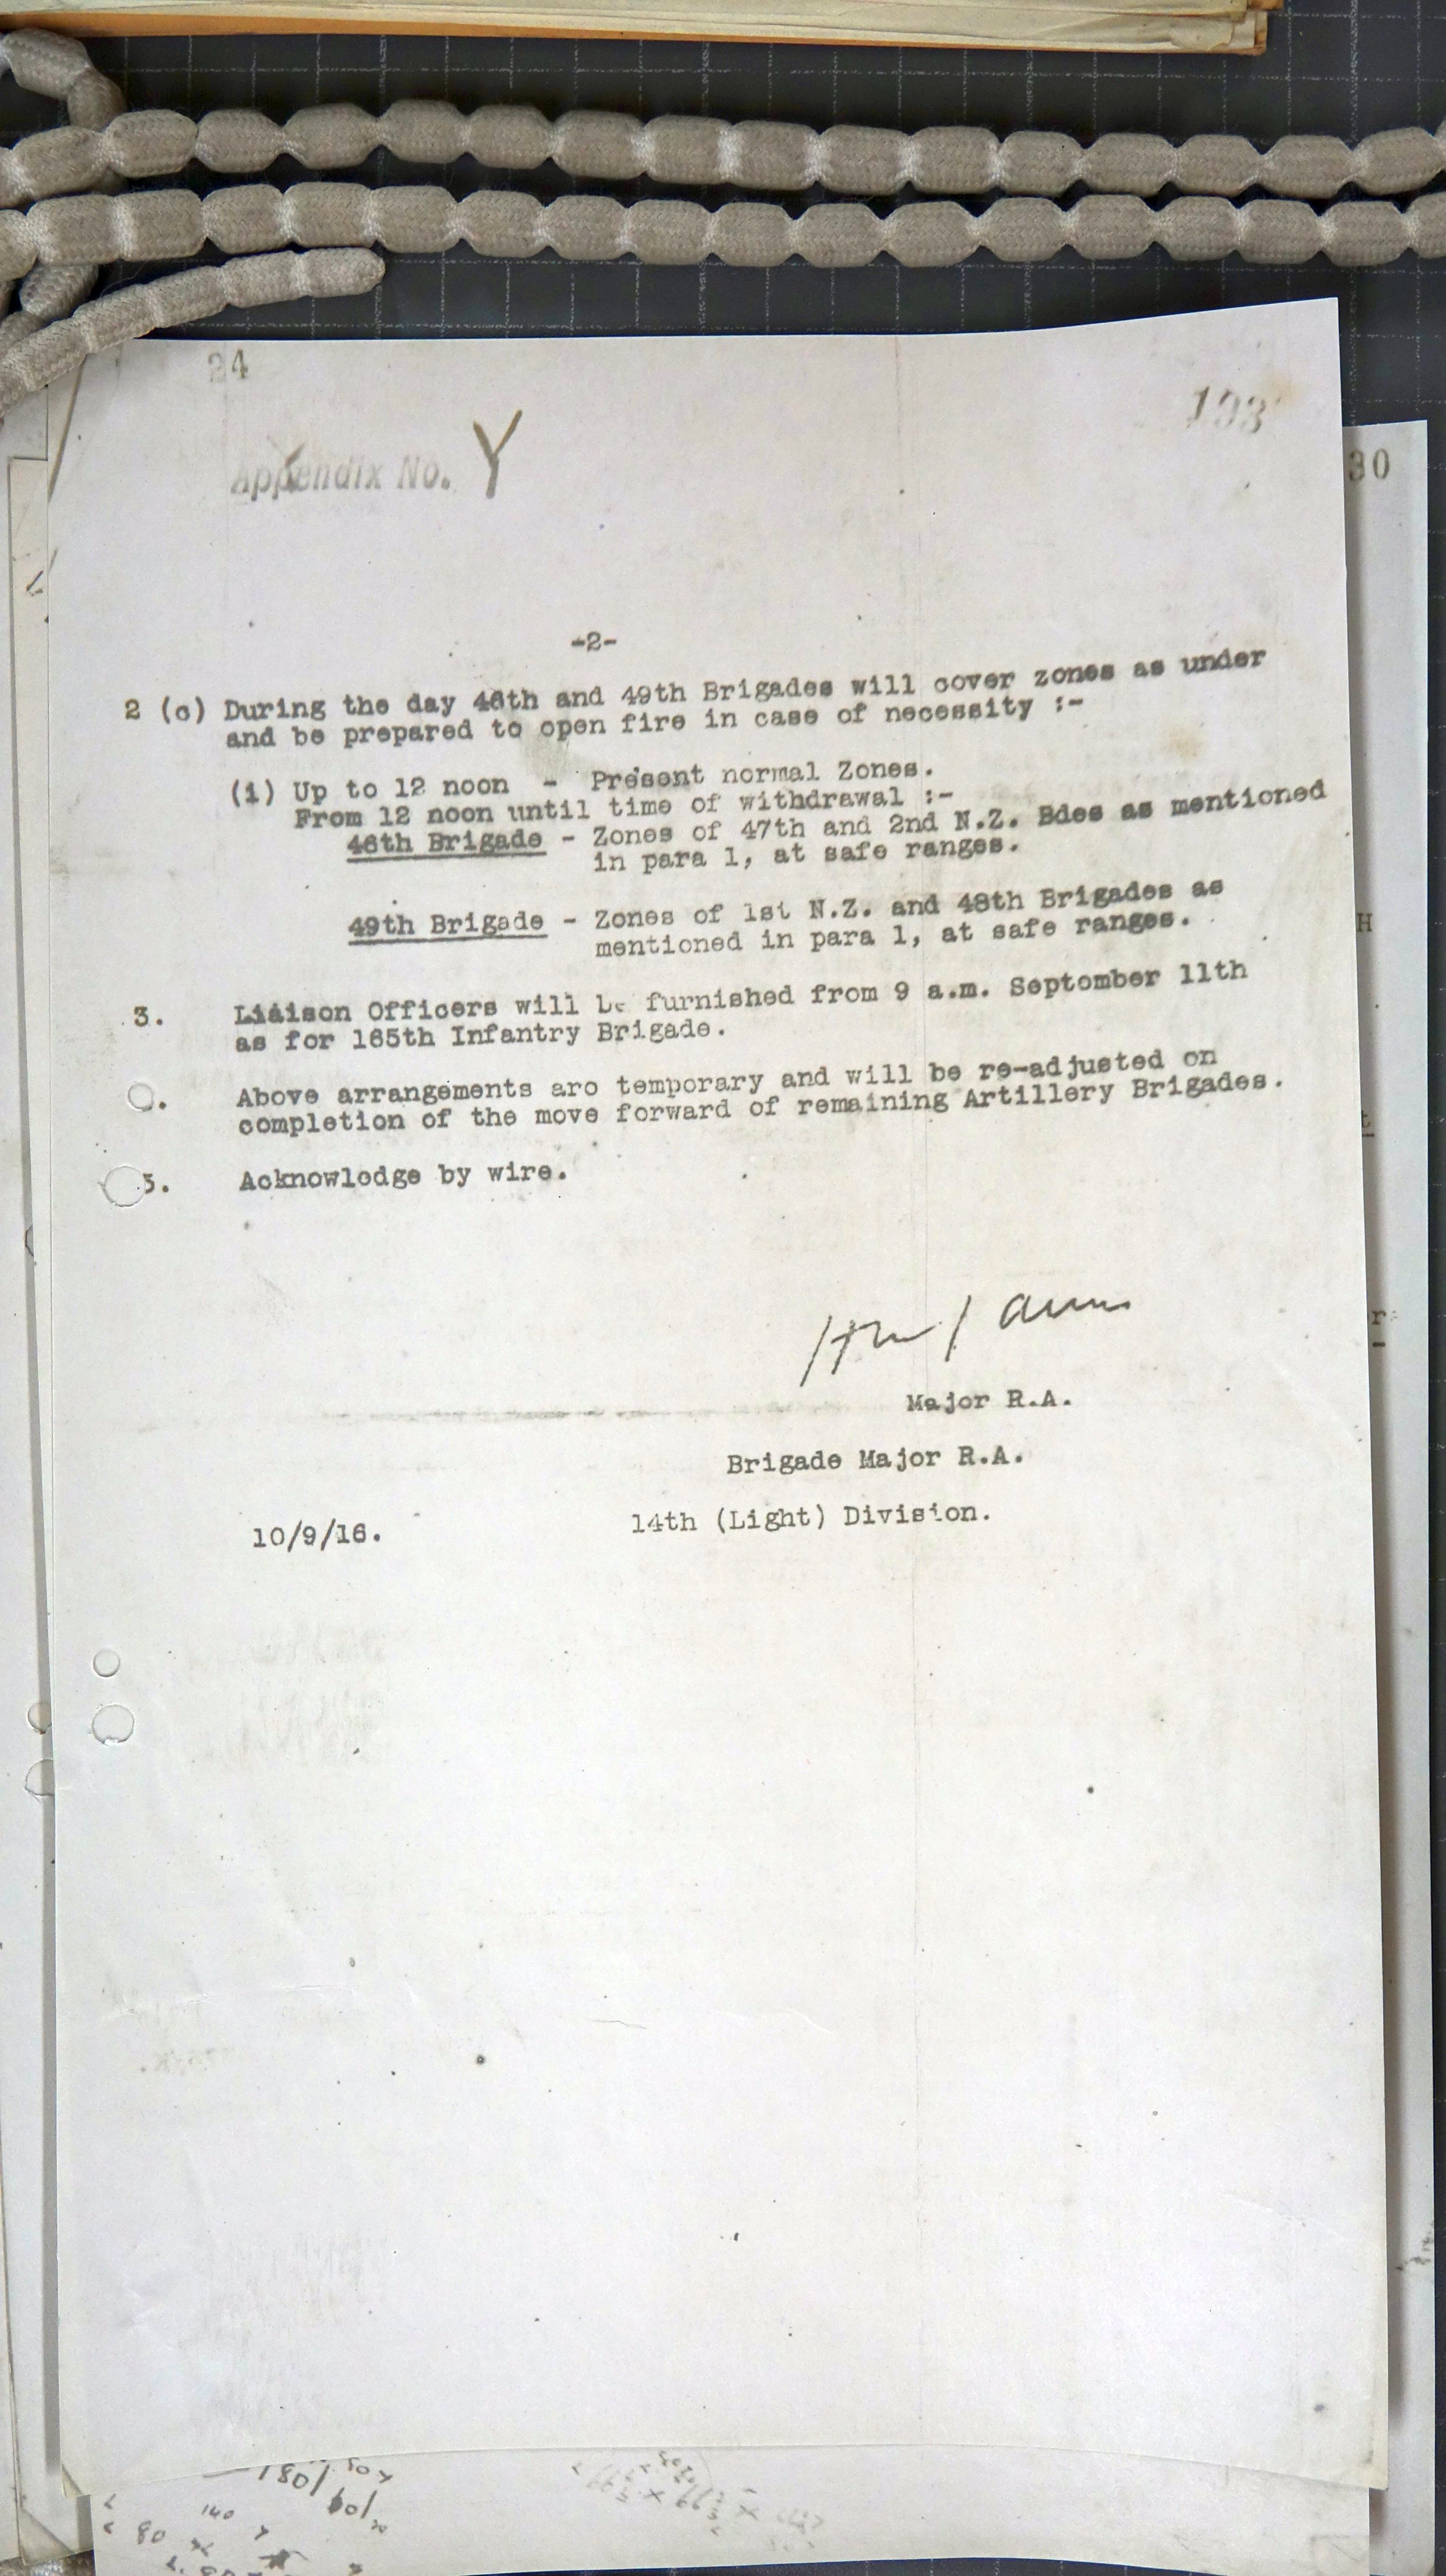 24
193
30
Appendix No. Y
-2-
2 (c) During the day 46th and 49th Brigades will cover zones as under
and be prepared to open fire in case of necessity :-
(i) Up to 12 noon - Present normal Zones.
From 12 noon until time of withdrawal :-
46th Brigade - Zones of 47th and 2nd N.Z. Bdes as mentioned
in para 1, at safe ranges.
49th Brigade - Zones of 1st N.Z. and 48th Brigades as
mentioned in para 1, at safe ranges.
H
3. Liaison Officers will be furnished from 9 a.m. September 11th
as for 165th Infantry Brigade.
Above arrangements are temporary and will be re-adjusted on
completion of the move forward of remaining Artillery Brigades.
5. Acknowledge by wire.
Major R.A.
Brigade Major R.A.
10/9/16. 14th (Light) Division.
180/
140
80